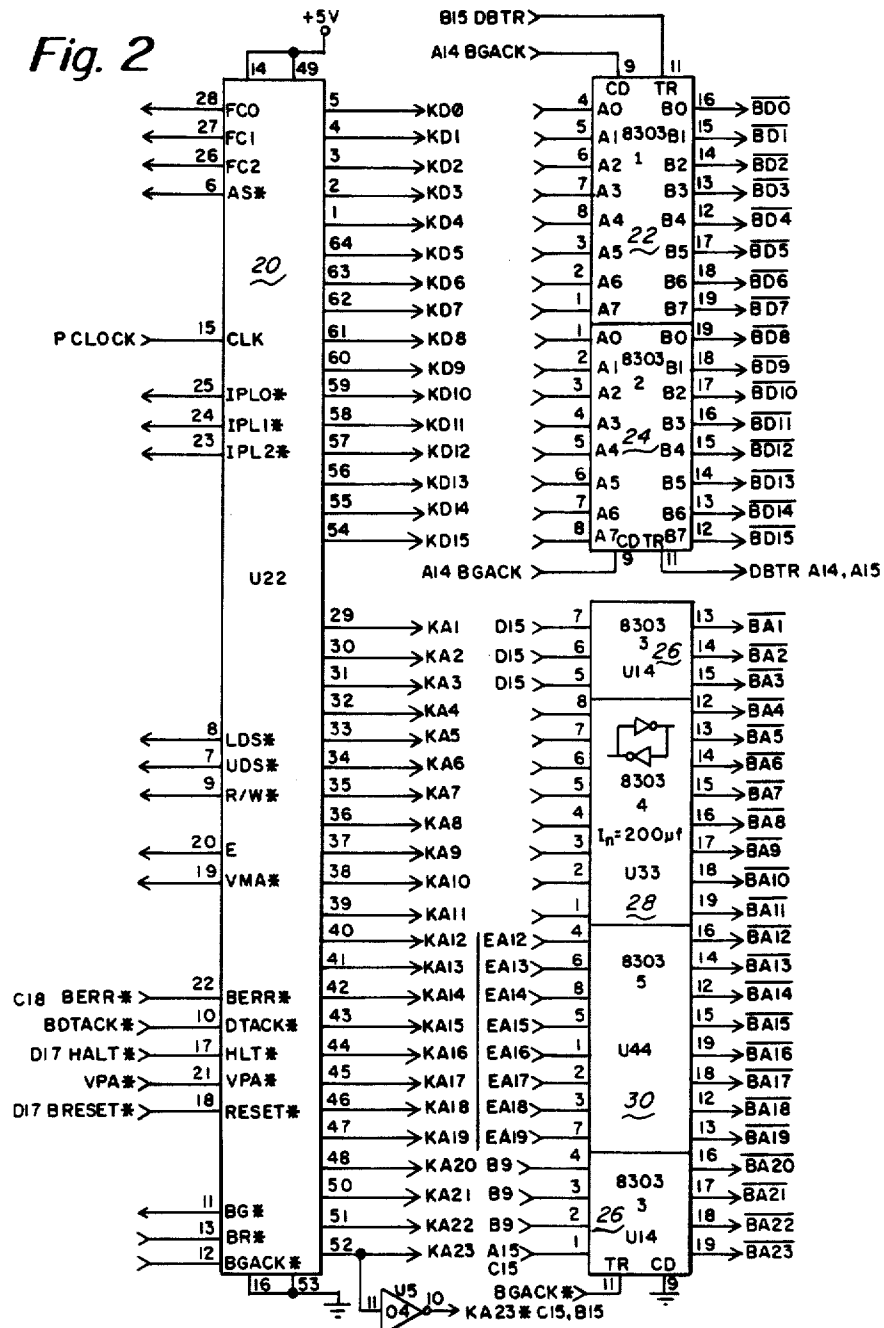 Fig. 2
+5V
B15 DBTR
A14 BGACK
14 49
9 11
CD TR
28 FC0 5 KD0 4 A0 B0 16 BD0
27 FC1 4 KD1 5 A1 8303 B1 15 BD1
26 FC2 3 KD2 6 A2 1 B2 14 BD2
6 AS* 2 KD3 7 A3 B3 13 BD3
1 KD4 8 A4 B4 12 BD4
64 KD5 3 A5 22 B5 17 BD5
20 63 KD6 2 A6 B6 18 BD6
62 KD7 1 A7 B7 19 BD7
P CLOCK 15 CLK 61 KD8 1 A0 B0 19 BD8
60 KD9 2 A1 8303 B1 18 BD9
25 IPL0* 59 KD10 3 A2 2 B2 17 BD10
24 IPL1* 58 KD11 4 A3 B3 16 BD11
23 IPL2* 57 KD12 5 A4 24 B4 15 BD12
56 KD13 6 A5 B5 14 BD13
55 KD14 7 A6 B6 13 BD14
54 KD15 8 A7 CD TR B7 12 BD15
A14 BGACK 9 11 DBTR A14, A15
U22
29 KA1 D15 7 8303 13 BA1
30 KA2 D15 6 3 26 14 BA2
31 KA3 D15 5 U14 15 BA3
32 KA4 8 12 BA4
8 LDS* 33 KA5 7 13 BA5
7 UDS* 34 KA6 6 14 BA6
9 R/W* 35 KA7 5 8303 15 BA7
36 KA8 4 4 16 BA8
20 E 37 KA9 3 In=200µf 17 BA9
19 VMA* 38 KA10 2 U33 18 BA10
39 KA11 1 28 19 BA11
40 KA12 EA12 4 16 BA12
41 KA13 EA13 6 8303 14 BA13
C18 BERR* 22 BERR* 42 KA14 EA14 8 5 12 BA14
BDTACK* 10 DTACK* 43 KA15 EA15 5 15 BA15
D17 HALT* 17 HLT* 44 KA16 EA16 1 U44 19 BA16
VPA* 21 VPA* 45 KA17 EA17 2 18 BA17
D17 BRESET* 18 RESET* 46 KA18 EA18 3 30 12 BA18
47 KA19 EA19 7 13 BA19
48 KA20 B9 4 16 BA20
11 BG* 50 KA21 B9 3 8303 17 BA21
13 BR* 51 KA22 B9 2 3 26 18 BA22
12 BGACK* 52 KA23 A15 C15 1 U14 19 BA23
TR CD
16 53
BGACK* 11 9
11 U5 04 10 KA23* C15, B15